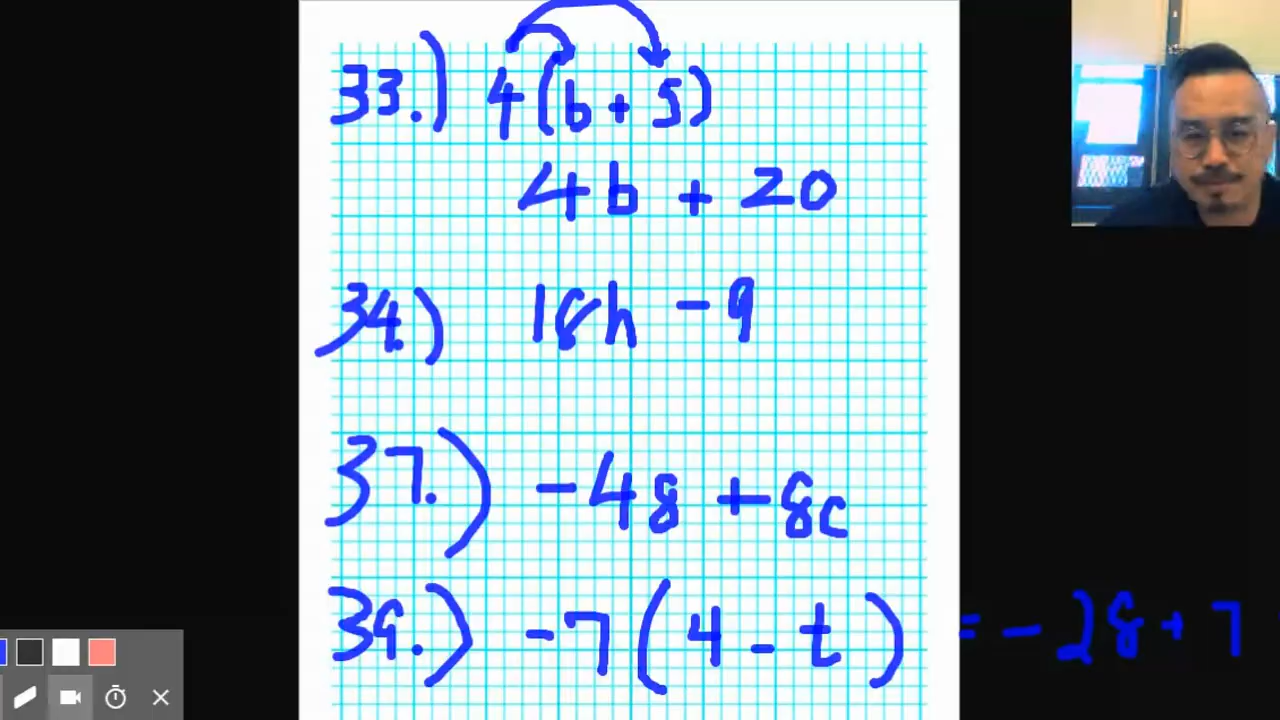 33.) 4(b + 5)
4b + 20
34.) 18h - 9
37.) -48 + 8c
39.) -7(4 - t) = -28 + 7